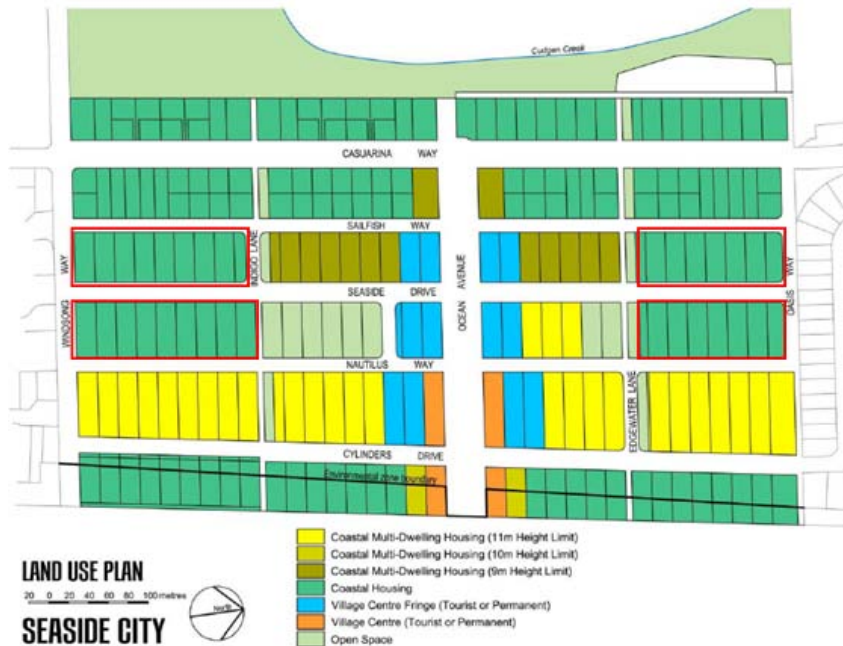 Cudgen Creek
CASUARINA WAY
SAILFISH WAY
WAY
INDIGO LANE
AVENUE
WAY
SEASIDE DRIVE
WINDSONG
OCEAN
OASIS
NAUTILUS WAY
EDGEWATER LANE
CYLINDERS DRIVE
Environmental zone boundary
Coastal Multi-Dwelling Housing (11m Height Limit)
Coastal Multi-Dwelling Housing (10m Height Limit)
Coastal Multi-Dwelling Housing (9m Height Limit)
Coastal Housing
Village Centre Fringe (Tourist or Permanent)
Village Centre (Tourist or Permanent)
Open Space
LAND USE PLAN
20 0 20 40 60 80 100 metres
North
SEASIDE CITY